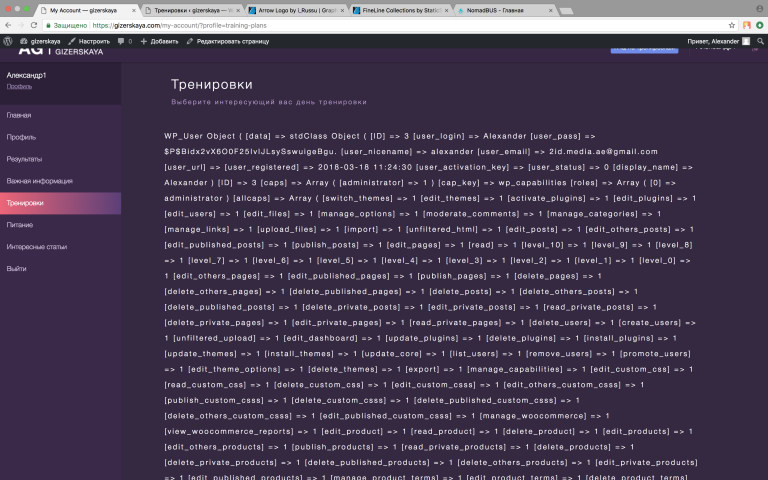 My Account — gizerskaya
Тренировки ‹ gizerskaya — Wo
Arrow Logo by I_Russu | Graph
FineLine Collections by Static
NomadBUS - Главная
Защищено
https://gizerskaya.com/my-account/?profile=training-plans
gizerskaya
Настроить
0
Добавить
Редактировать страницу
Привет, Alexander
GIZERSKAYA
Александр1
Профиль
Главная
Профиль
Результаты
Важная информация
Тренировки
Питание
Интересные статьи
Выйти
Тренировки
Выберите интересующий вас день тренировки
WP_User Object ( [data] => stdClass Object ( [ID] => 3 [user_login] => Alexander [user_pass] =>
[user_nicename] => alexander [user_email] => 2id.media.ae@gmail.com
[user_url] => [user_registered] => 2018-03-18 11:24:30 [user_activation_key] => [user_status] => 0 [display_name] =>
Alexander ) [ID] => 3 [caps] => Array ( [administrator] => 1 ) [cap_key] => wp_capabilities [roles] => Array ( [0] =>
administrator ) [allcaps] => Array ( [switch_themes] => 1 [edit_themes] => 1 [activate_plugins] => 1 [edit_plugins] => 1
[edit_users] => 1 [edit_files] => 1 [manage_options] => 1 [moderate_comments] => 1 [manage_categories] => 1
[manage_links] => 1 [upload_files] => 1 [import] => 1 [unfiltered_html] => 1 [edit_posts] => 1 [edit_others_posts] => 1
[edit_published_posts] => 1 [publish_posts] => 1 [edit_pages] => 1 [read] => 1 [level_10] => 1 [level_9] => 1 [level_8]
=> 1 [level_7] => 1 [level_6] => 1 [level_5] => 1 [level_4] => 1 [level_3] => 1 [level_2] => 1 [level_1] => 1 [level_0] =>
1 [edit_others_pages] => 1 [edit_published_pages] => 1 [publish_pages] => 1 [delete_pages] => 1
[delete_others_pages] => 1 [delete_published_pages] => 1 [delete_posts] => 1 [delete_others_posts] => 1
[delete_published_posts] => 1 [delete_private_posts] => 1 [edit_private_posts] => 1 [read_private_posts] => 1
[delete_private_pages] => 1 [edit_private_pages] => 1 [read_private_pages] => 1 [delete_users] => 1 [create_users] =>
1 [unfiltered_upload] => 1 [edit_dashboard] => 1 [update_plugins] => 1 [delete_plugins] => 1 [install_plugins] => 1
[update_themes] => 1 [install_themes] => 1 [update_core] => 1 [list_users] => 1 [remove_users] => 1 [promote_users]
=> 1 [edit_theme_options] => 1 [delete_themes] => 1 [export] => 1 [manage_capabilities] => 1 [edit_custom_css] => 1
[read_custom_css] => 1 [delete_custom_css] => 1 [edit_custom_csss] => 1 [edit_others_custom_csss] => 1
[publish_custom_csss] => 1 [delete_custom_csss] => 1 [delete_published_custom_csss] => 1
[delete_others_custom_csss] => 1 [edit_published_custom_csss] => 1 [manage_woocommerce] => 1
[view_woocommerce_reports] => 1 [edit_product] => 1 [read_product] => 1 [delete_product] => 1 [edit_products] => 1
[edit_others_products] => 1 [publish_products] => 1 [read_private_products] => 1 [delete_products] => 1
[delete_private_products] => 1 [delete_published_products] => 1 [delete_others_products] => 1 [edit_private_products]
=> 1 [edit_published_products] => 1 [manage_product_terms] => 1 [edit_product_terms] => 1 [delete_product_terms]